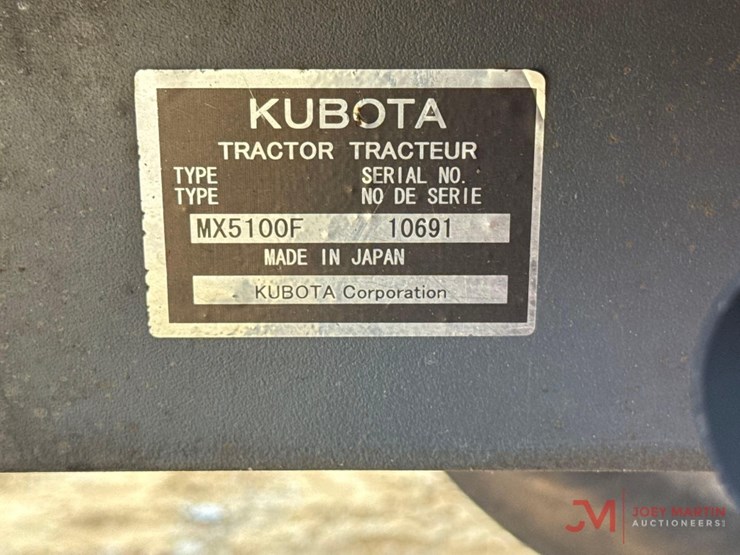 KUBOTA
TRACTOR TRACTEUR
TYPE SERIAL NO.
TYPE NO DE SERIE
MX5100F 10691
MADE IN JAPAN
KUBOTA Corporation
JM JOEY MARTIN
AUCTIONEERS